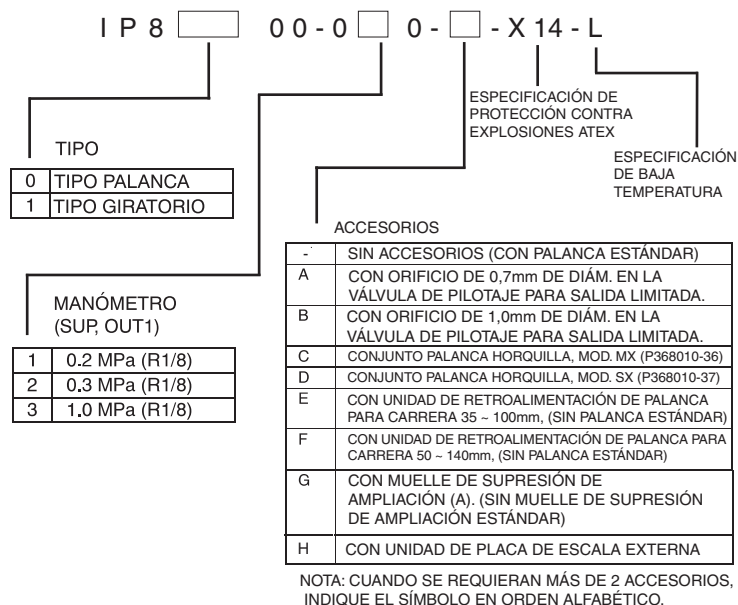 IP8 00-0 0- -X14-L
ESPECIFICACIÓN DE
PROTECCIÓN CONTRA
EXPLOSIONES ATEX
ESPECIFICACIÓN
DE BAJA
TEMPERATURA
TIPO
0 TIPO PALANCA
1 TIPO GIRATORIO
MANÓMETRO
(SUP, OUT1)
1 0.2 MPa (R1/8)
2 0.3 MPa (R1/8)
3 1.0 MPa (R1/8)
ACCESORIOS
- SIN ACCESORIOS (CON PALANCA ESTÁNDAR)
A CON ORIFICIO DE 0,7mm DE DIÁM. EN LA
VÁLVULA DE PILOTAJE PARA SALIDA LIMITADA.
B CON ORIFICIO DE 1,0mm DE DIÁM. EN LA
VÁLVULA DE PILOTAJE PARA SALIDA LIMITADA.
C CONJUNTO PALANCA HORQUILLA, MOD. MX (P368010-36)
D CONJUNTO PALANCA HORQUILLA, MOD. SX (P368010-37)
E CON UNIDAD DE RETROALIMENTACIÓN DE PALANCA
PARA CARRERA 35 ~ 100mm, (SIN PALANCA ESTÁNDAR)
F CON UNIDAD DE RETROALIMENTACIÓN DE PALANCA PARA
CARRERA 50 ~ 140mm, (SIN PALANCA ESTÁNDAR)
G CON MUELLE DE SUPRESIÓN DE
AMPLIACIÓN (A). (SIN MUELLE DE SUPRESIÓN
DE AMPLIACIÓN ESTÁNDAR)
H CON UNIDAD DE PLACA DE ESCALA EXTERNA
NOTA: CUANDO SE REQUIERAN MÁS DE 2 ACCESORIOS,
INDIQUE EL SÍMBOLO EN ORDEN ALFABÉTICO.